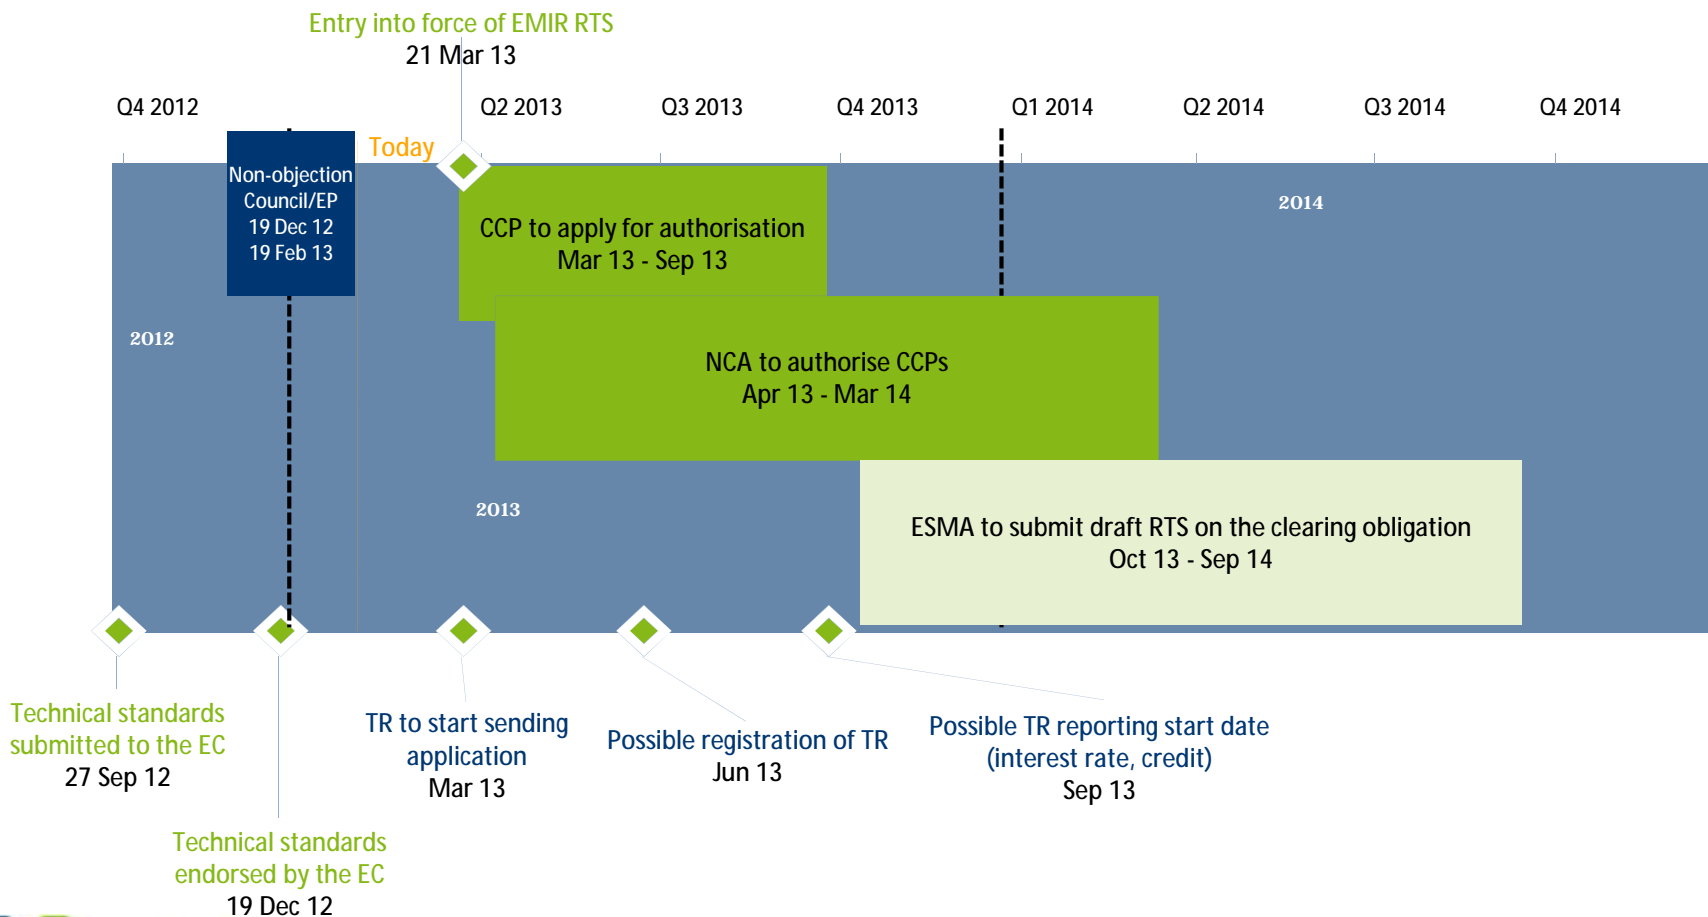 Entry into force of EMIR RTS
21 Mar 13
Q4 2012
Q2 2013
Q3 2013
Q4 2013
Q1 2014
Q2 2014
Q3 2014
Q4 2014
Today
Non-objection
Council/EP
19 Dec 12
19 Feb 13
2014
CCP to apply for authorisation
Mar 13 - Sep 13
2012
NCA to authorise CCPs
Apr 13 - Mar 14
2013
ESMA to submit draft RTS on the clearing obligation
Oct 13 - Sep 14
Technical standards
submitted to the EC
27 Sep 12
Technical standards
endorsed by the EC
19 Dec 12
TR to start sending
application
Mar 13
Possible registration of TR
Jun 13
Possible TR reporting start date
(interest rate, credit)
Sep 13